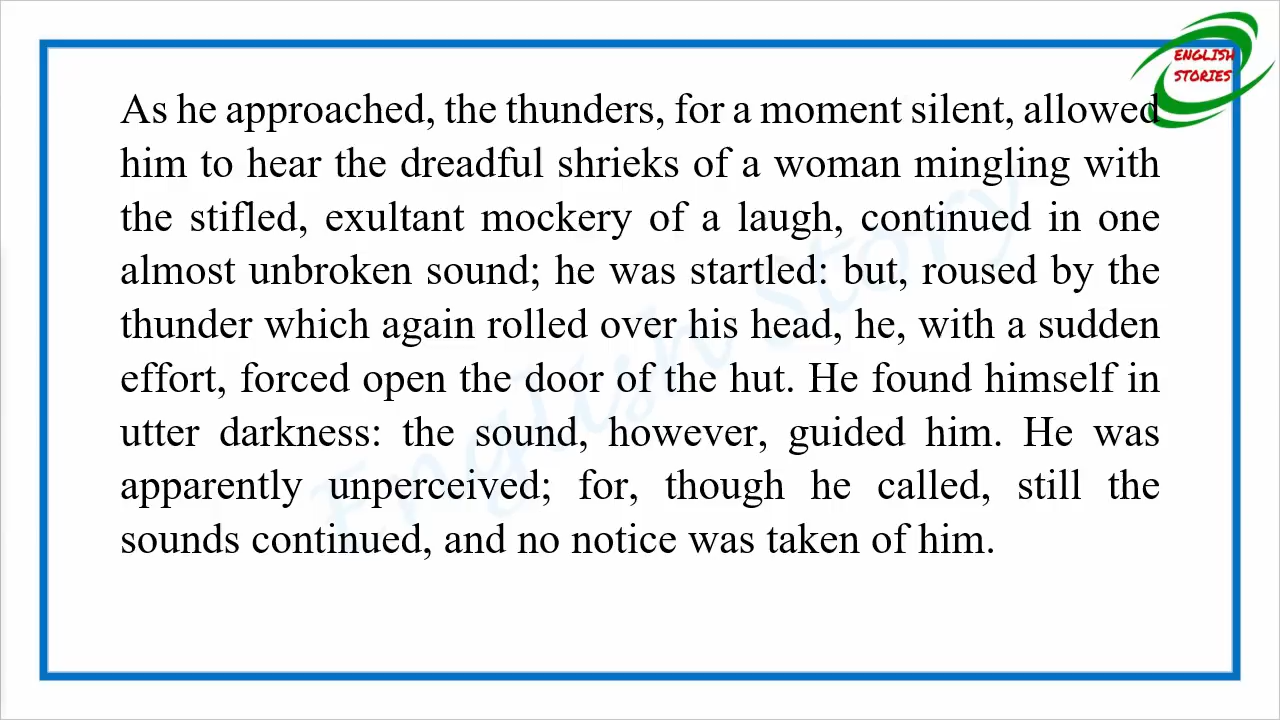 ENGLISH
STORIES
As he approached, the thunders, for a moment silent, allowed
him to hear the dreadful shrieks of a woman mingling with
the stifled, exultant mockery of a laugh, continued in one
almost unbroken sound; he was startled: but, roused by the
thunder which again rolled over his head, he, with a sudden
effort, forced open the door of the hut. He found himself in
utter darkness: the sound, however, guided him. He was
apparently unperceived; for, though he called, still the
sounds continued, and no notice was taken of him.
English Story